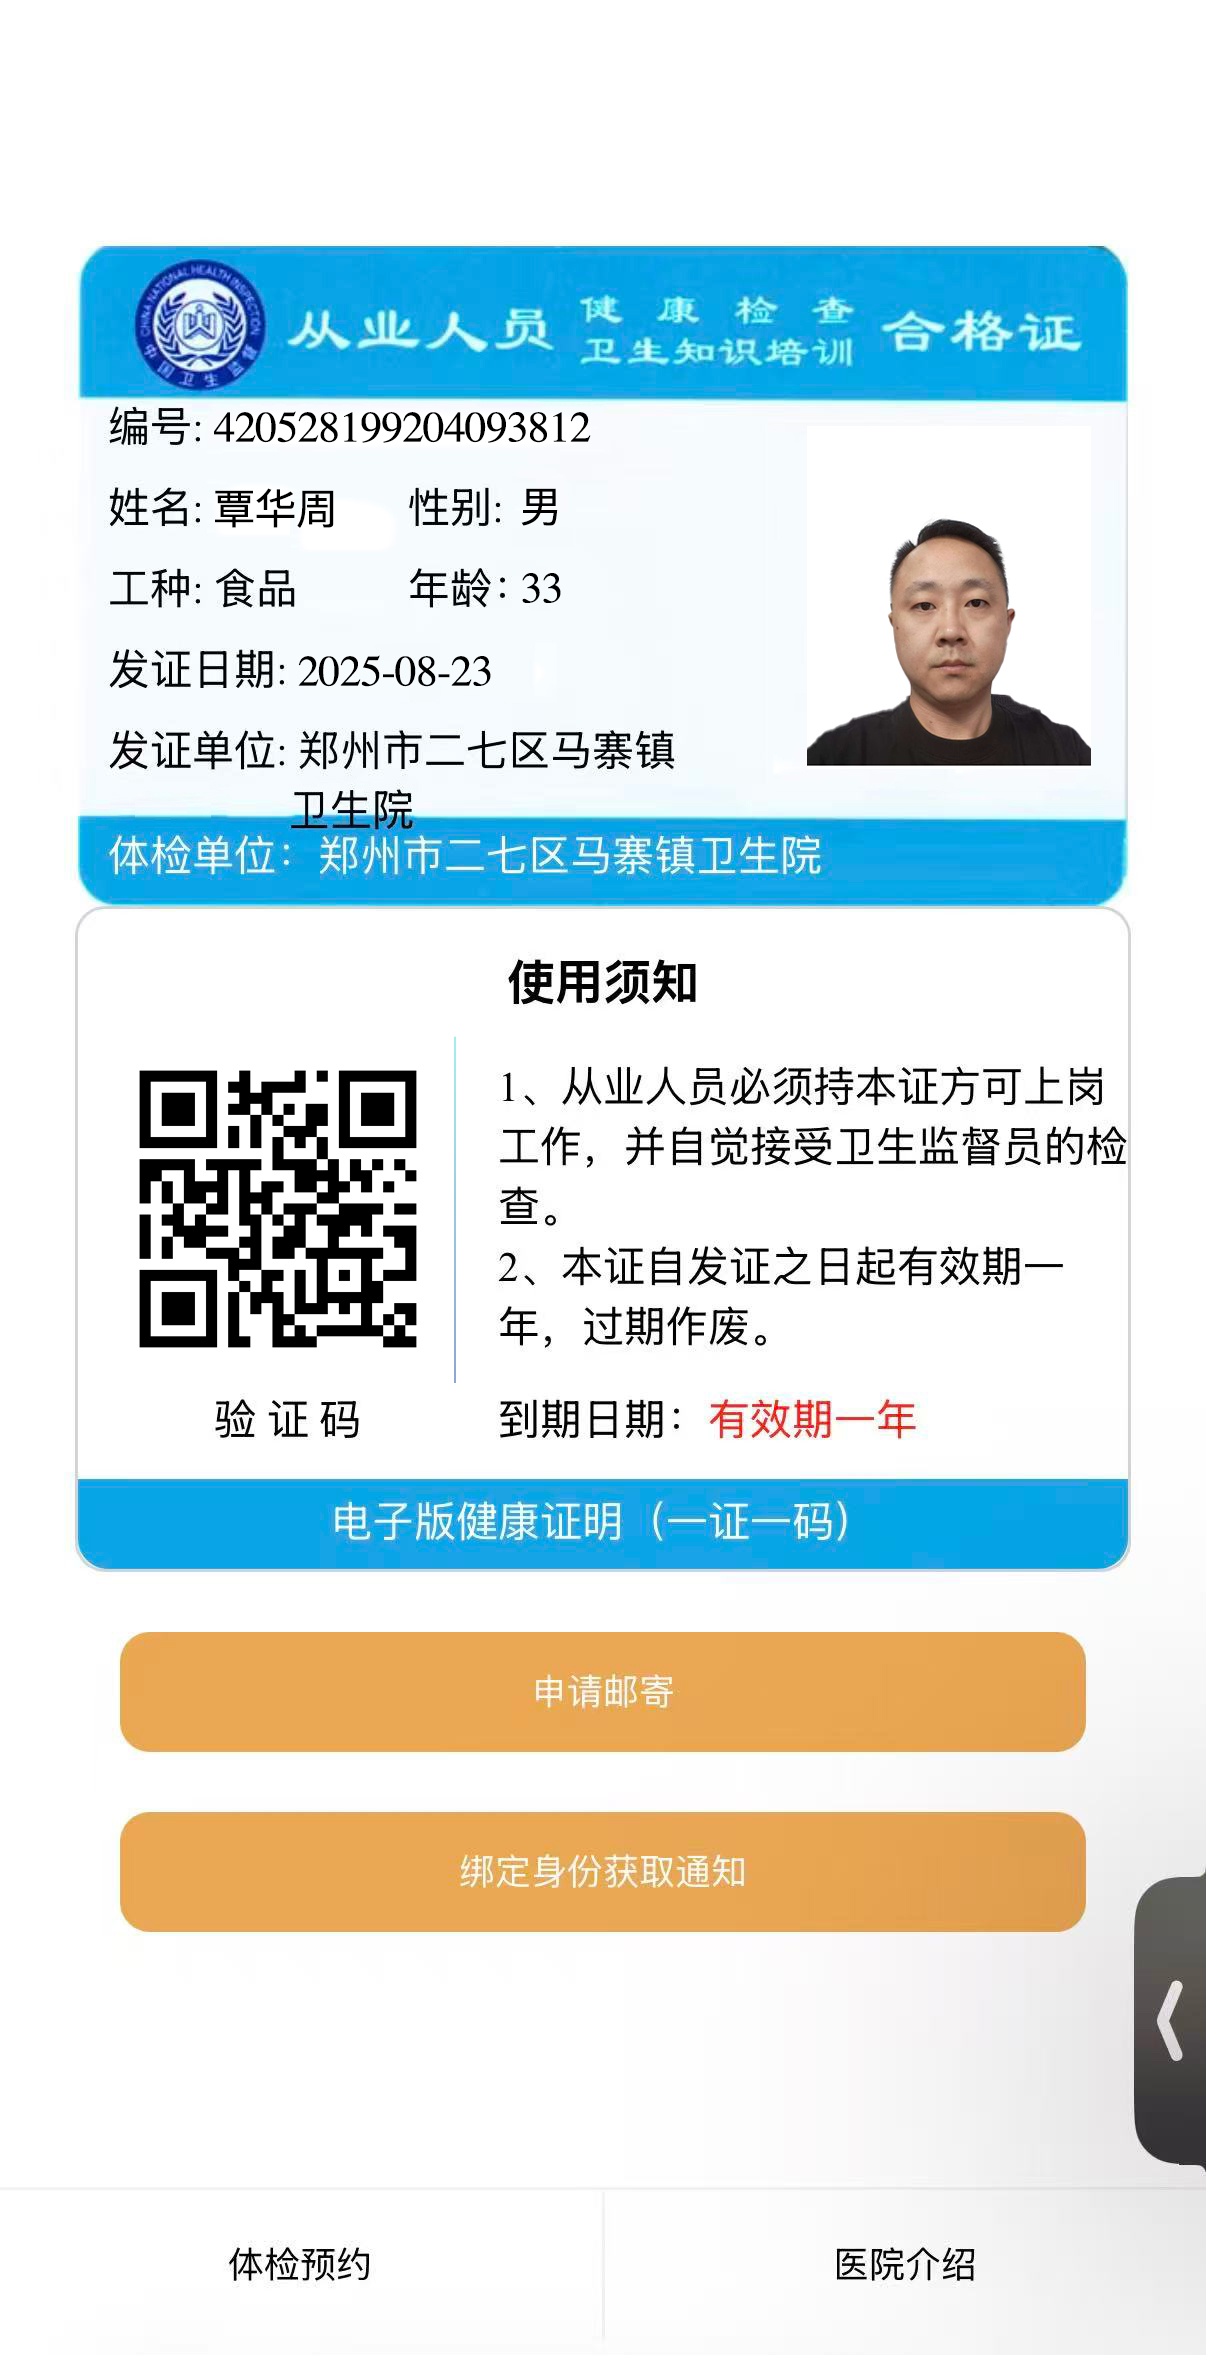 CHINA NATIONAL HEALTH INSPECTION
中国卫生监督
从业人员 健康检查 卫生知识培训 合格证
编号: 420528199204093812
姓名: 覃华周 性别: 男
工种: 食品 年龄: 33
发证日期: 2025-08-23
发证单位: 郑州市二七区马寨镇
卫生院
体检单位：郑州市二七区马寨镇卫生院
使用须知
1、从业人员必须持本证方可上岗
工作，并自觉接受卫生监督员的检
查。
2、本证自发证之日起有效期一
年，过期作废。
验证码
到期日期：有效期一年
电子版健康证明（一证一码）
申请邮寄
绑定身份获取通知
体检预约
医院介绍